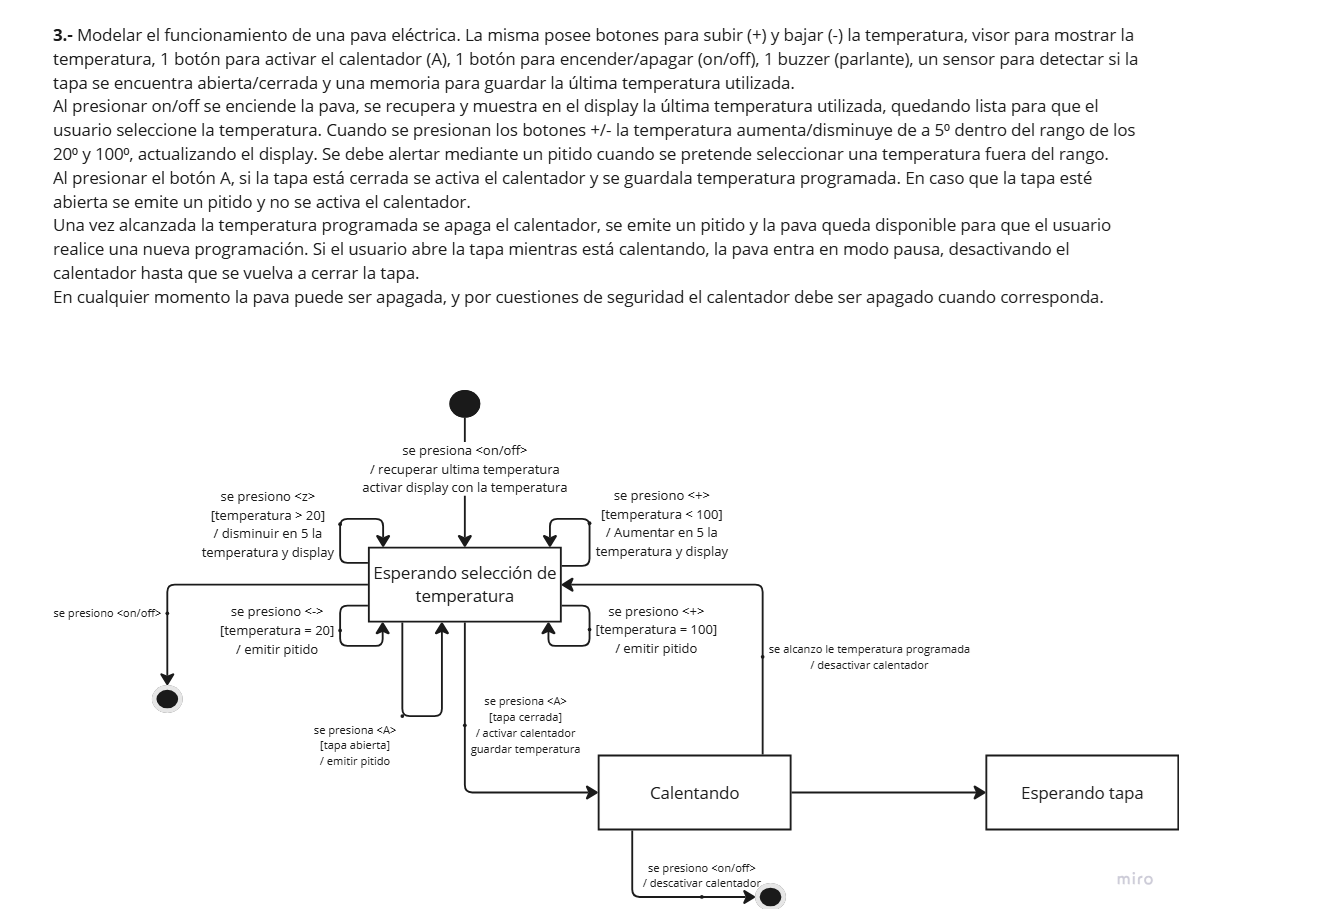 3.- Modelar el funcionamiento de una pava eléctrica. La misma posee botones para subir (+) y bajar (-) la temperatura, visor para mostrar la
temperatura, 1 botón para activar el calentador (A), 1 botón para encender/apagar (on/off), 1 buzzer (parlante), un sensor para detectar si la
tapa se encuentra abierta/cerrada y una memoria para guardar la última temperatura utilizada.
Al presionar on/off se enciende la pava, se recupera y muestra en el display la última temperatura utilizada, quedando lista para que el
usuario seleccione la temperatura. Cuando se presionan los botones +/- la temperatura aumenta/disminuye de a 5º dentro del rango de los
20º y 100º, actualizando el display. Se debe alertar mediante un pitido cuando se pretende seleccionar una temperatura fuera del rango.
Al presionar el botón A, si la tapa está cerrada se activa el calentador y se guardala temperatura programada. En caso que la tapa esté
abierta se emite un pitido y no se activa el calentador.
Una vez alcanzada la temperatura programada se apaga el calentador, se emite un pitido y la pava queda disponible para que el usuario
realice una nueva programación. Si el usuario abre la tapa mientras está calentando, la pava entra en modo pausa, desactivando el
calentador hasta que se vuelva a cerrar la tapa.
En cualquier momento la pava puede ser apagada, y por cuestiones de seguridad el calentador debe ser apagado cuando corresponda.
se presiona <on/off>
/ recuperar ultima temperatura
activar display con la temperatura
se presiono <z>
[temperatura > 20]
/ disminuir en 5 la
temperatura y display
se presiono <+>
[temperatura < 100]
/ Aumentar en 5 la
temperatura y display
Esperando selección de
temperatura
se presiono <on/off>
se presiono <->
[temperatura = 20]
/ emitir pitido
se presiono <+>
[temperatura = 100]
/ emitir pitido
se alcanzo le temperatura programada
/ desactivar calentador
se presiona <A>
[tapa abierta]
/ emitir pitido
se presiona <A>
[tapa cerrada]
/ activar calentador
guardar temperatura
Calentando
Esperando tapa
se presiono <on/off>
/ descativar calentador
miro